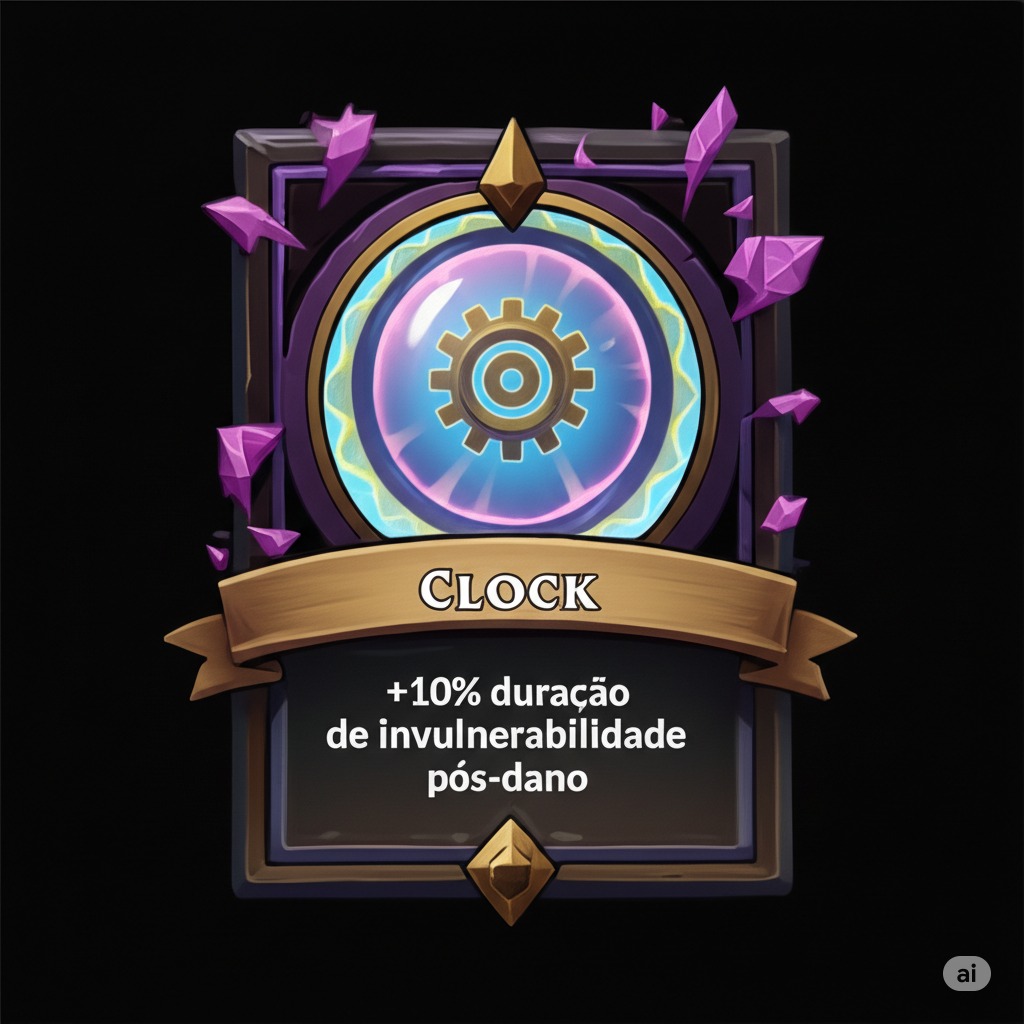 CLOCK
+10% duração
de invulnerabilidade
pós-dano
ai